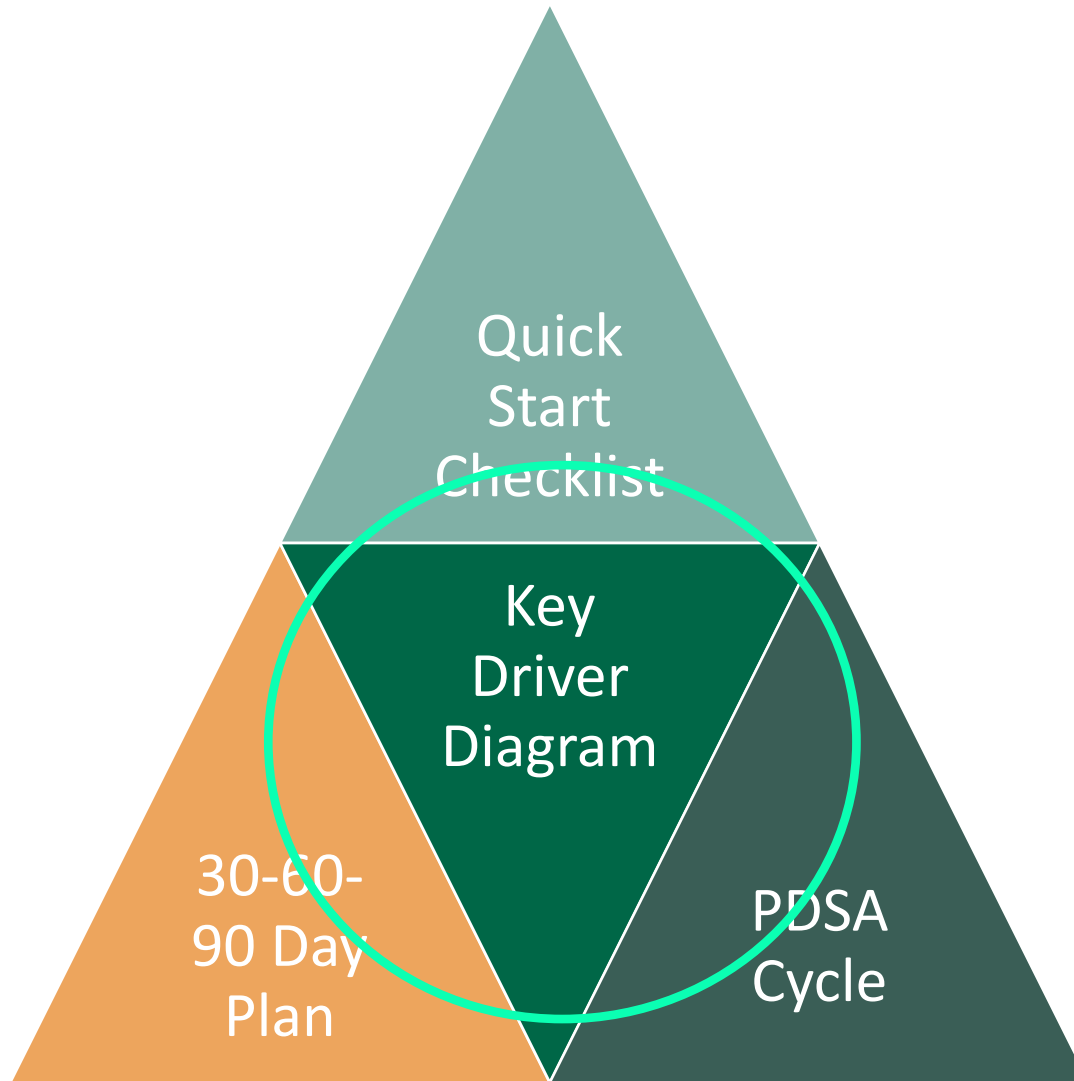 Quick
Start
Checklist
Key
Driver
Diagram
30-60-
90 Day
Plan
PDSA
Cycle